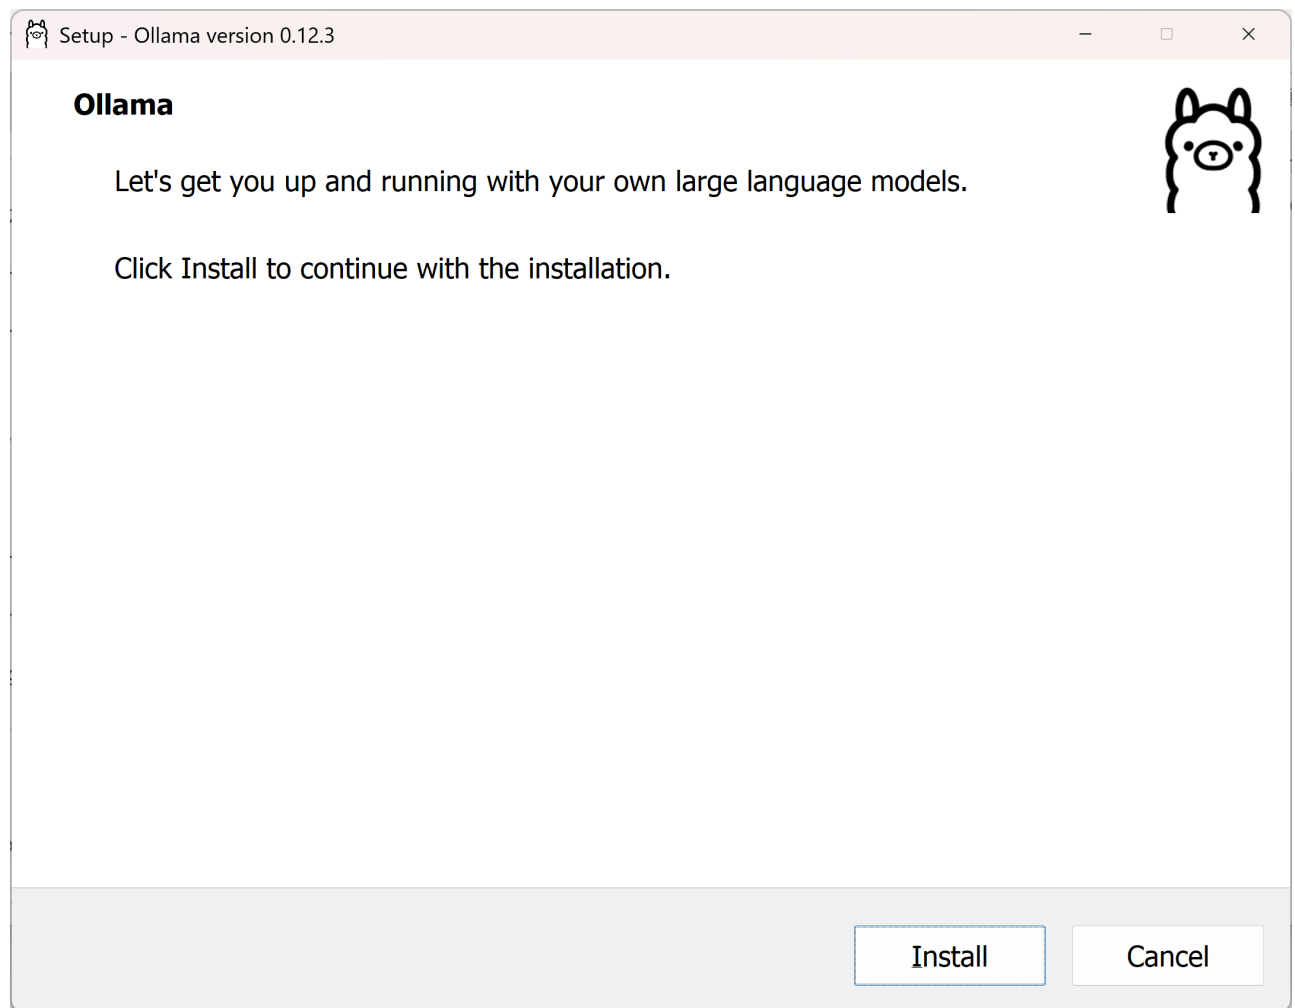 Setup - Ollama version 0.12.3
Ollama
Let's get you up and running with your own large language models.
Click Install to continue with the installation.
Install
Cancel